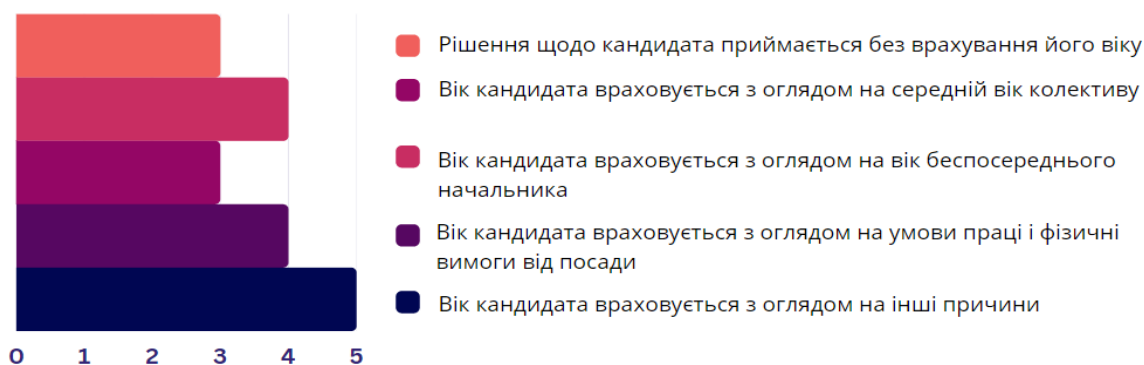 Рішення щодо кандидата приймається без врахування його віку
Вік кандидата враховується з оглядом на середній вік колективу
Вік кандидата враховується з оглядом на вік беспосереднього
начальника
Вік кандидата враховується з оглядом на умови праці і фізичні
вимоги від посади
Вік кандидата враховується з оглядом на інші причини
0 1 2 3 4 5